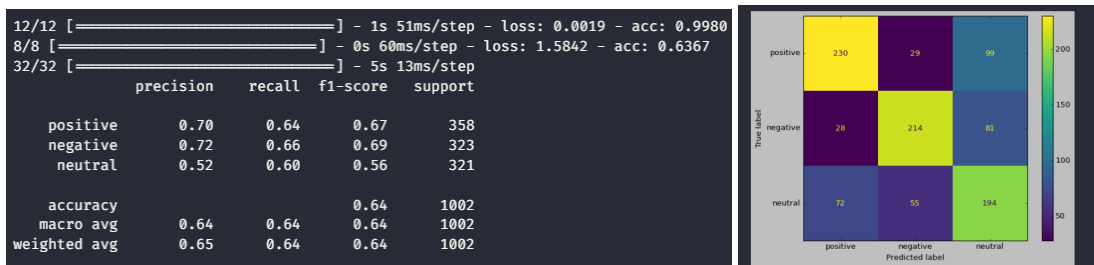 12/12 [==============================] - 1s 51ms/step - loss: 0.0019 - acc: 0.9980
8/8 [==============================] - 0s 60ms/step - loss: 1.5842 - acc: 0.6367
32/32 [==============================] - 5s 13ms/step
precision recall f1-score support
positive 0.70 0.64 0.67 358
negative 0.72 0.66 0.69 323
neutral 0.52 0.60 0.56 321
accuracy 0.64 1002
macro avg 0.64 0.64 0.64 1002
weighted avg 0.65 0.64 0.64 1002
positive 230 29 99
negative 28 214 81
neutral 72 55 194
positive negative neutral
Predicted label
True label
200
150
100
50